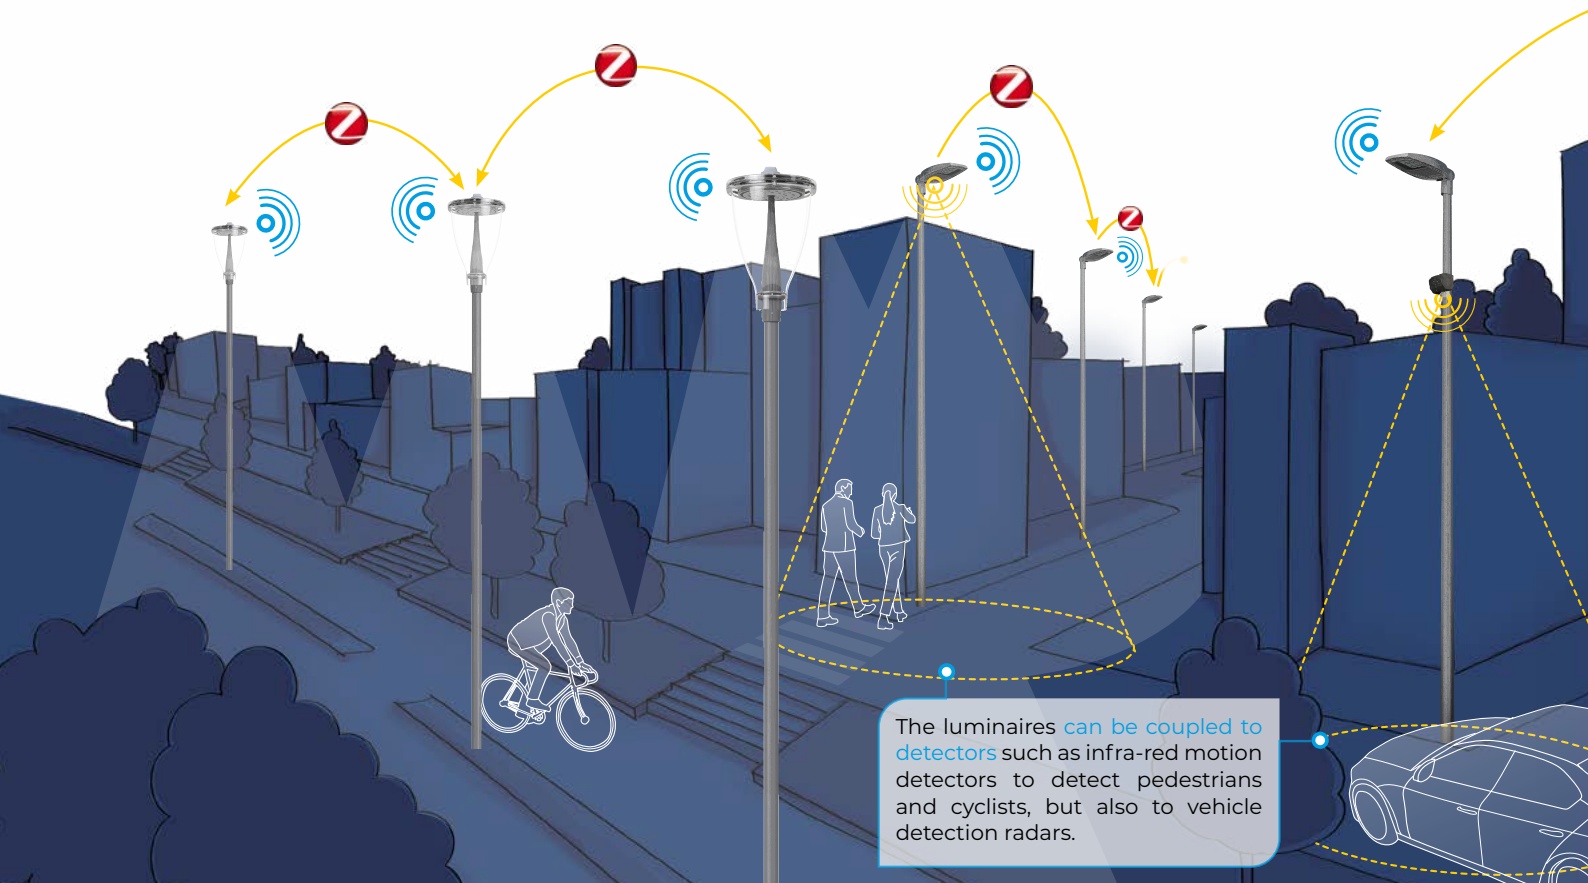 The luminaires can be coupled to
detectors such as infra-red motion
detectors to detect pedestrians
and cyclists, but also to vehicle
detection radars.